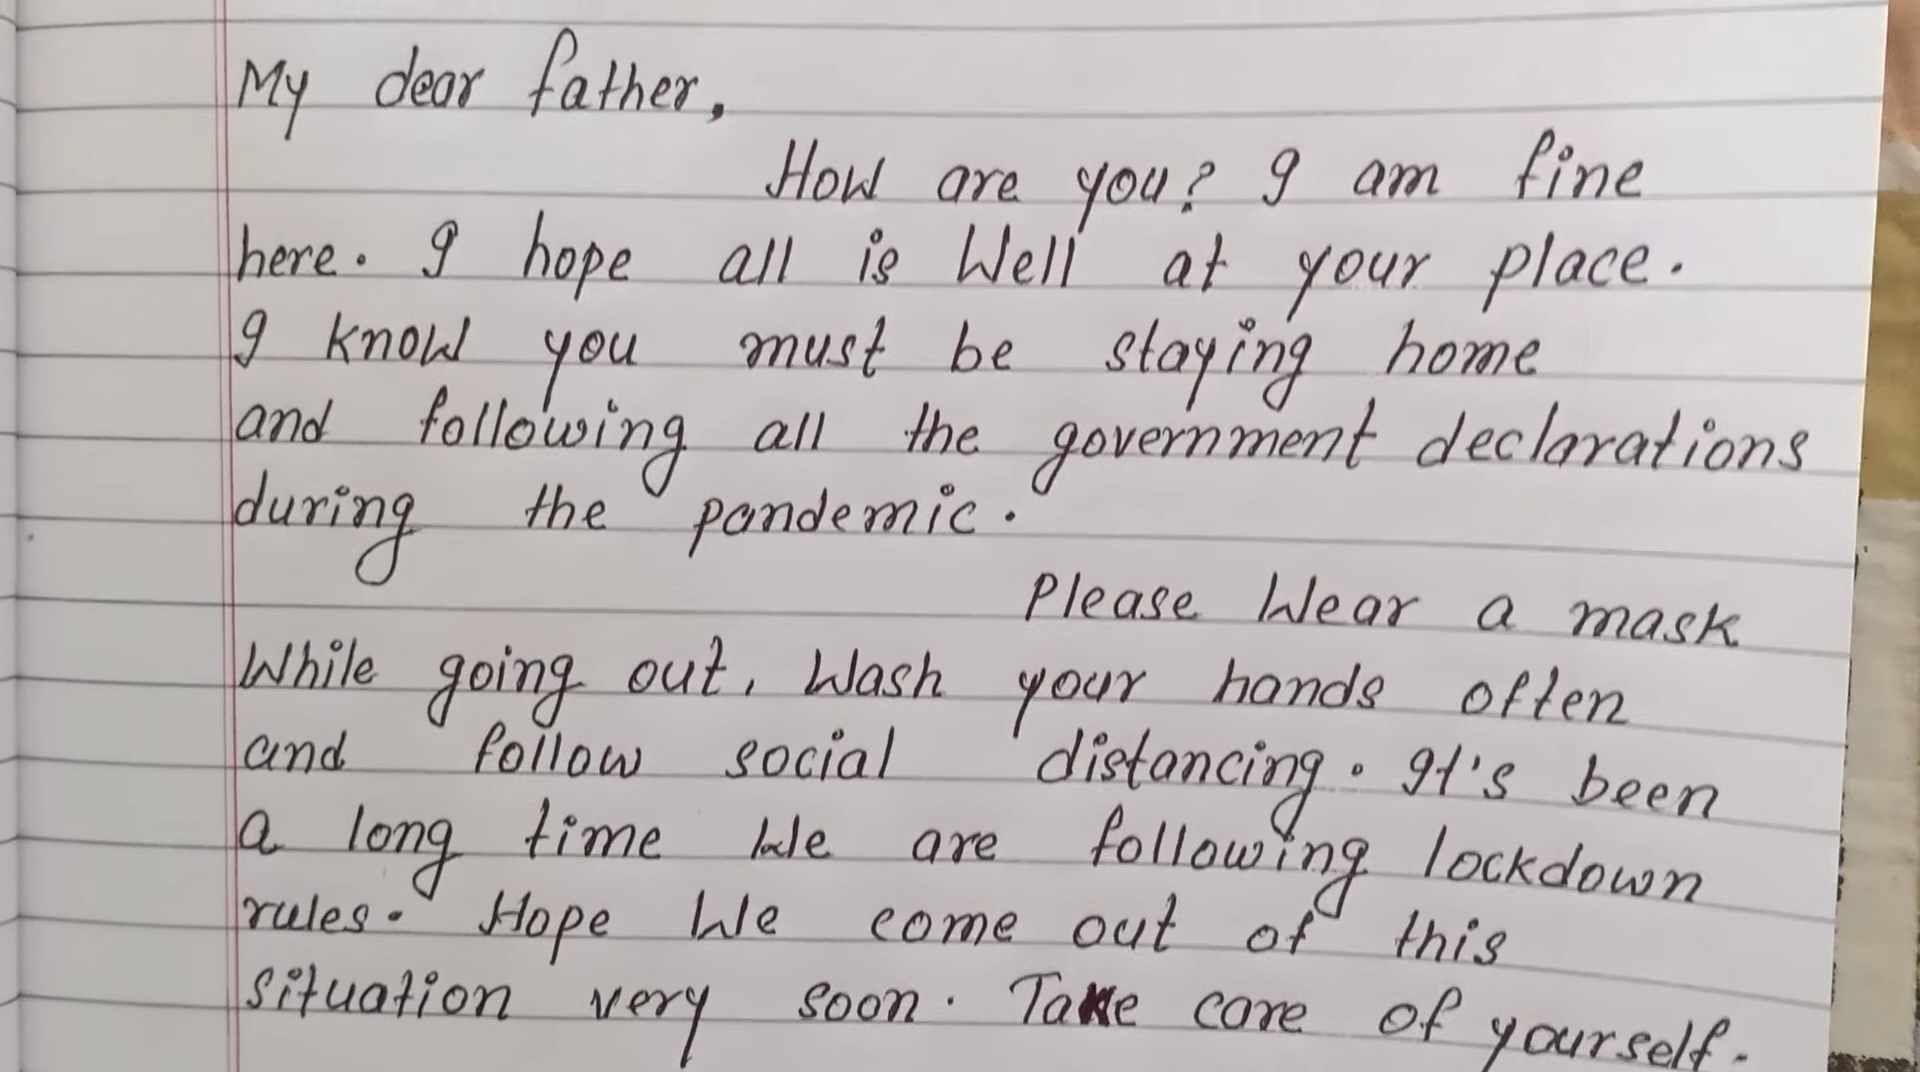 My dear father,
How are you? I am fine
here. I hope all is Well at your place.
I know you must be staying home
and following all the government declarations
during the pandemic.
Please Wear a mask
While going out, Wash your hands often
and follow social distancing. It's been
a long time We are following lockdown
rules. Hope We come out of this
situation very soon. Take care of yourself.